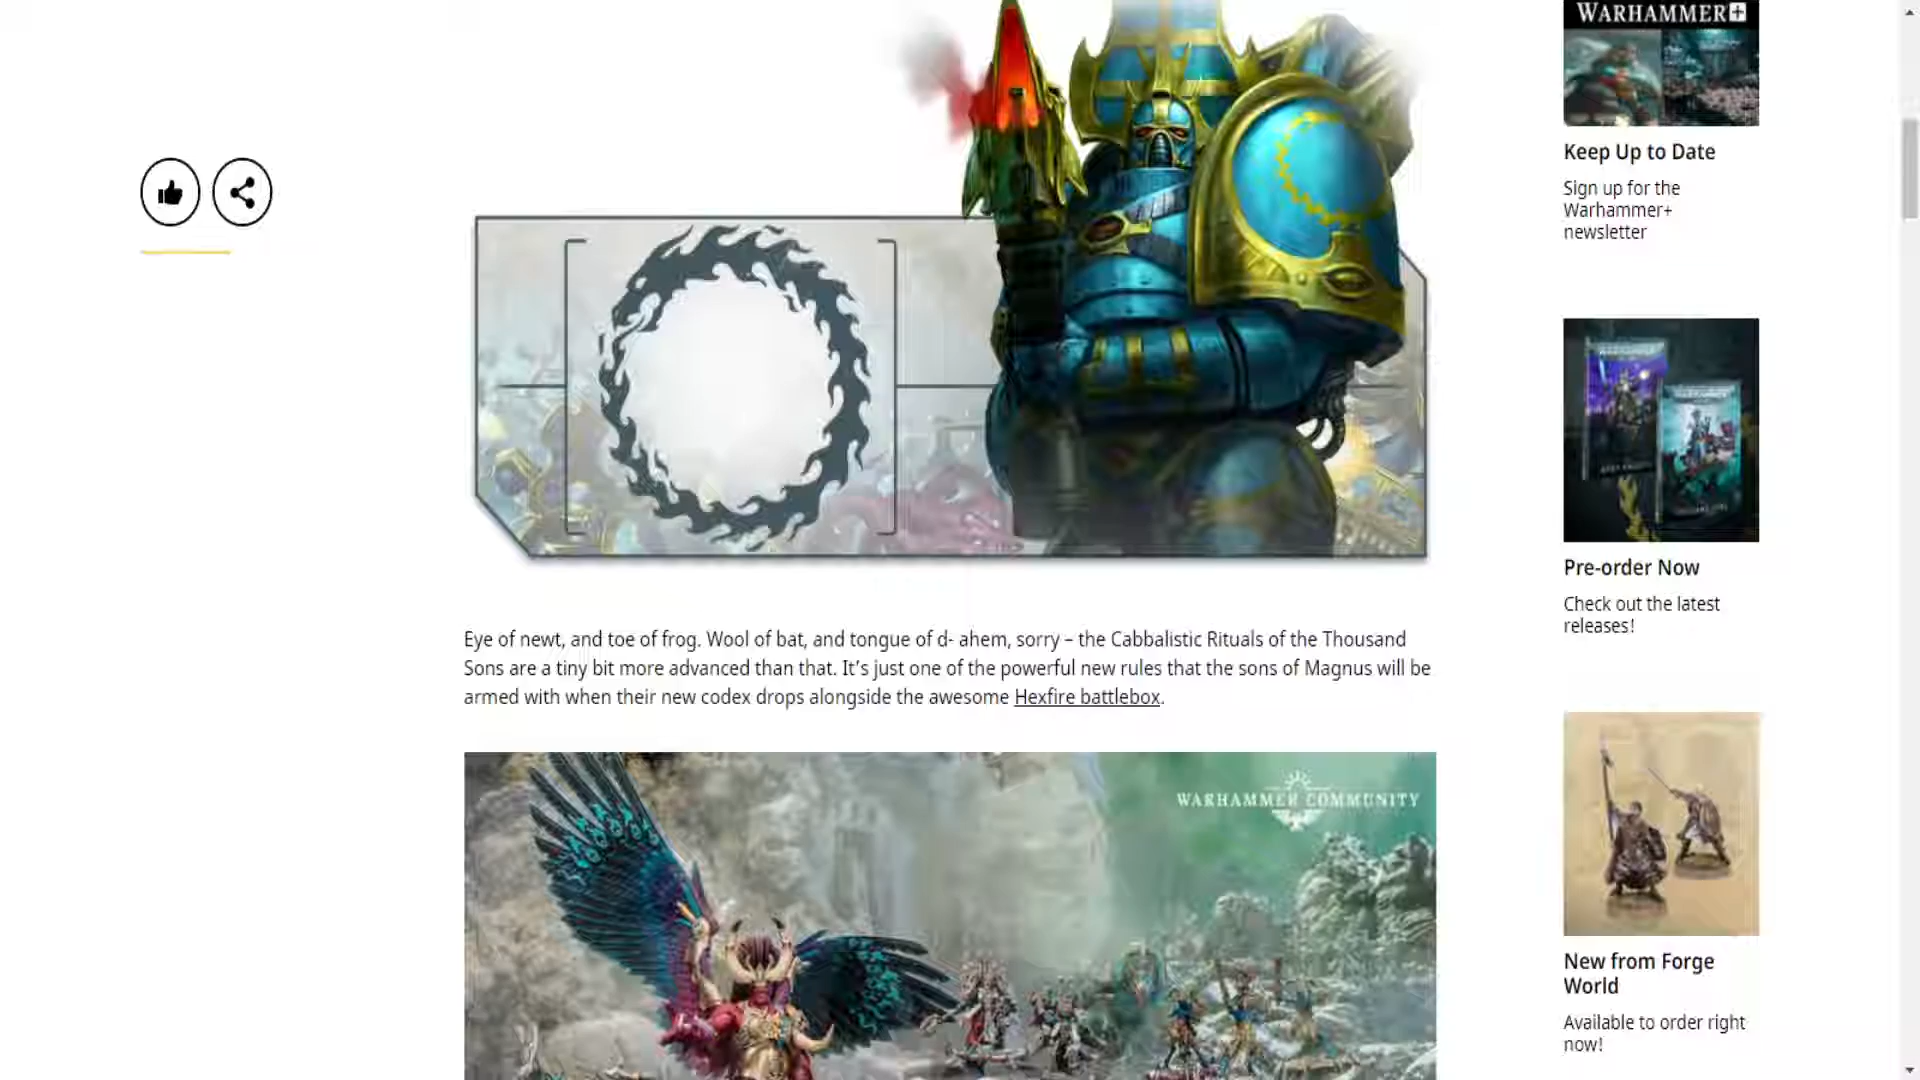 WARHAMMER+
Keep Up to Date
Sign up for the
Warhammer+
newsletter
Pre-order Now
Check out the latest
releases!
Eye of newt, and toe of frog. Wool of bat, and tongue of d- ahem, sorry – the Cabbalistic Rituals of the Thousand
Sons are a tiny bit more advanced than that. It’s just one of the powerful new rules that the sons of Magnus will be
armed with when their new codex drops alongside the awesome Hexfire battlebox.
WARHAMMER COMMUNITY
New from Forge
World
Available to order right
now!